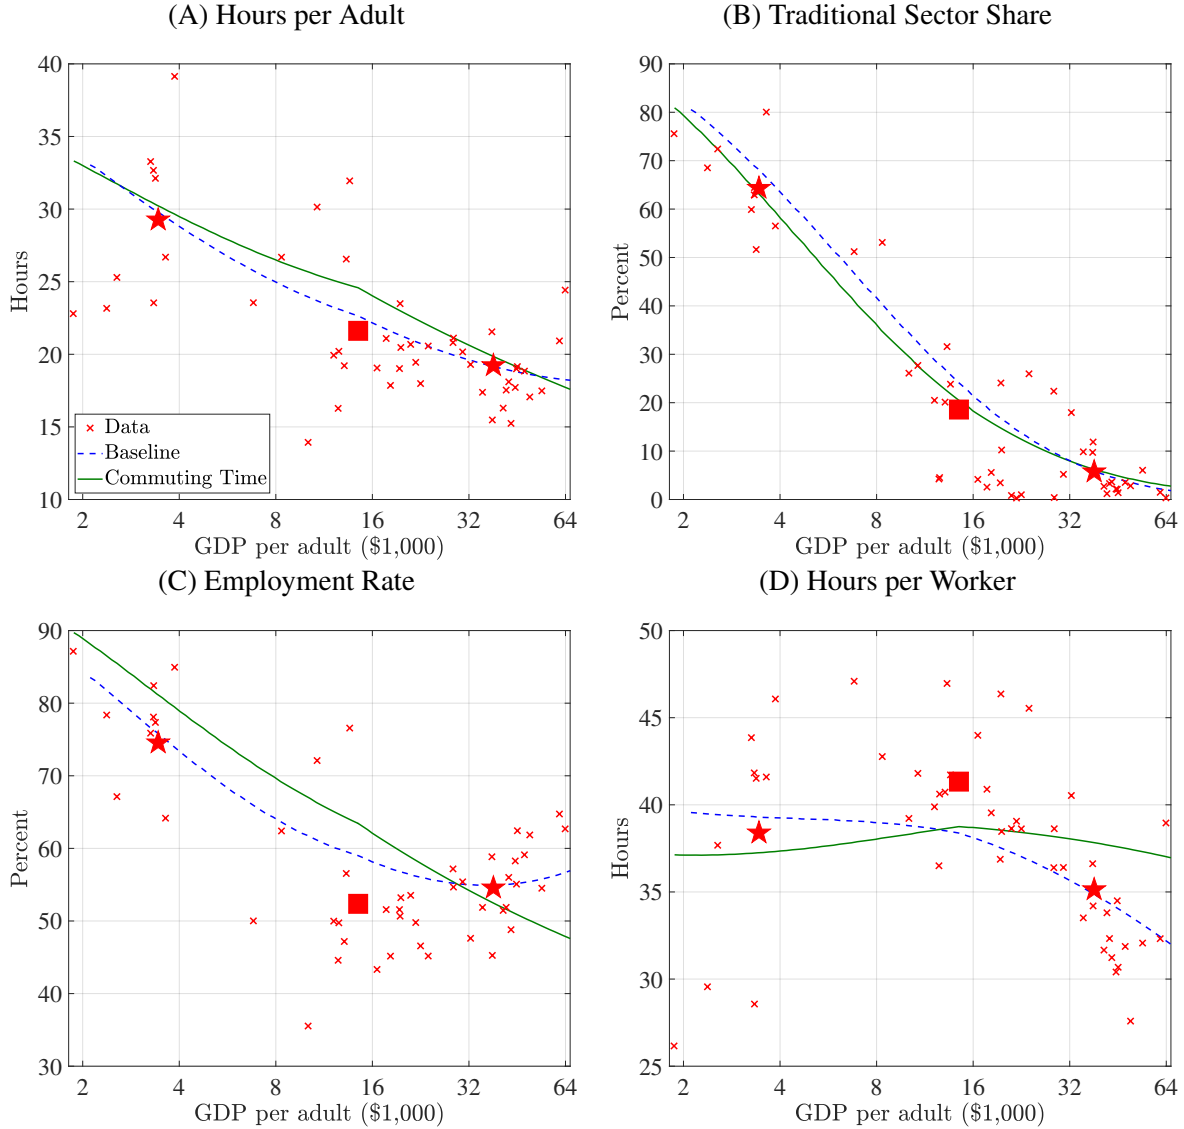 (A) Hours per Adult
40
35
30
25
20
15
10
Hours
Data
Baseline
Commuting Time
2 4 8 16 32 64
GDP per adult ($1,000)
(B) Traditional Sector Share
90
80
70
60
50
40
30
20
10
0
Percent
2 4 8 16 32 64
GDP per adult ($1,000)
(C) Employment Rate
90
80
70
60
50
40
30
Percent
2 4 8 16 32 64
GDP per adult ($1,000)
(D) Hours per Worker
50
45
40
35
30
25
Hours
2 4 8 16 32 64
GDP per adult ($1,000)